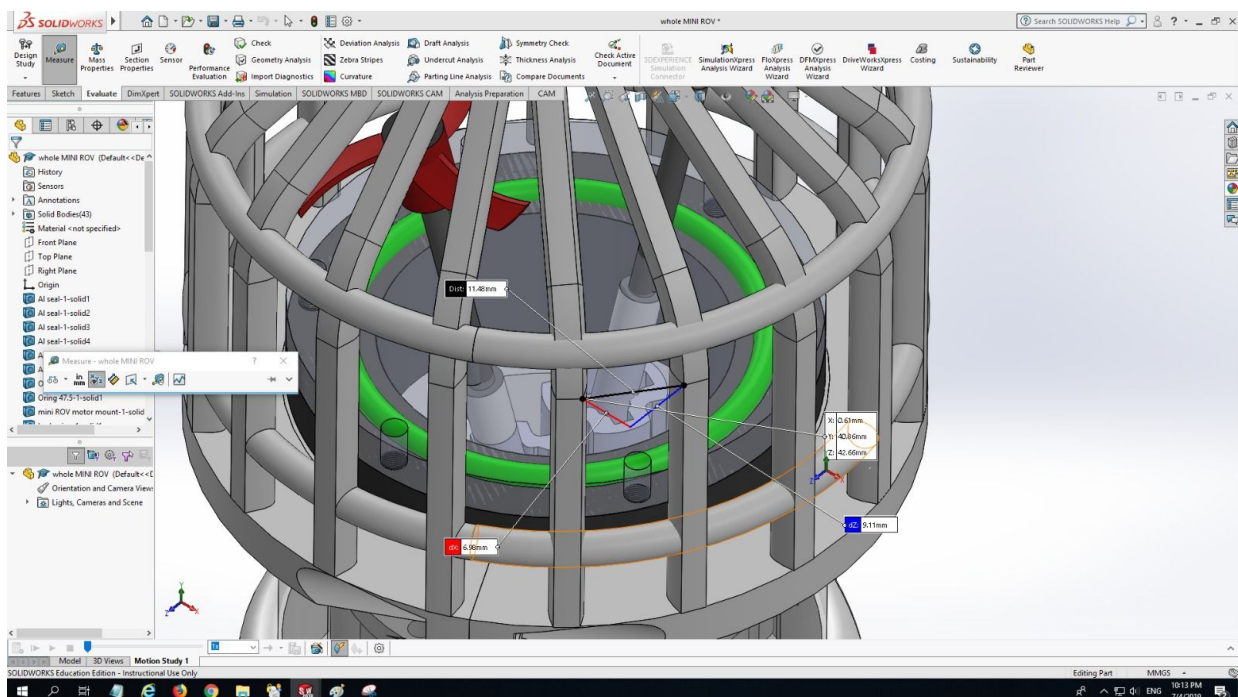 SOLIDWORKS
whole MINI ROV *
Search SOLIDWORKS Help
Design Study
Measure
Mass Properties
Section Properties
Sensor
Performance Evaluation
Check
Geometry Analysis
Import Diagnostics
Deviation Analysis
Zebra Stripes
Curvature
Draft Analysis
Undercut Analysis
Parting Line Analysis
Symmetry Check
Thickness Analysis
Compare Documents
Check Active Document
3DEXPERIENCE Simulation Connector
SimulationXpress Analysis Wizard
FloXpress Analysis Wizard
DFMXpress Analysis Wizard
DriveWorksXpress Wizard
Costing
Sustainability
Part Reviewer
Features Sketch Evaluate DimXpert SOLIDWORKS Add-Ins Simulation SOLIDWORKS MBD SOLIDWORKS CAM Analysis Preparation CAM
whole MINI ROV (Default<<De
History
Sensors
Annotations
Solid Bodies(43)
Material <not specified>
Front Plane
Top Plane
Right Plane
Origin
Al seal-1-solid1
Al seal-1-solid2
Al seal-1-solid3
Al seal-1-solid4
Measure - whole MINI ROV
in
mm
Oring 47.5-1-solid1
mini ROV motor mount-1-solid
whole MINI ROV (Default<<E
Orientation and Camera View:
Lights, Cameras and Scene
Dist: 11.48mm
X: 0.61mm
Y: 40.86mm
Z: 42.66mm
dZ: 9.11mm
dX: 6.98mm
Model 3D Views Motion Study 1
SOLIDWORKS Education Edition - Instructional Use Only
Editing Part MMGS
ENG
10:13 PM
7/4/2019